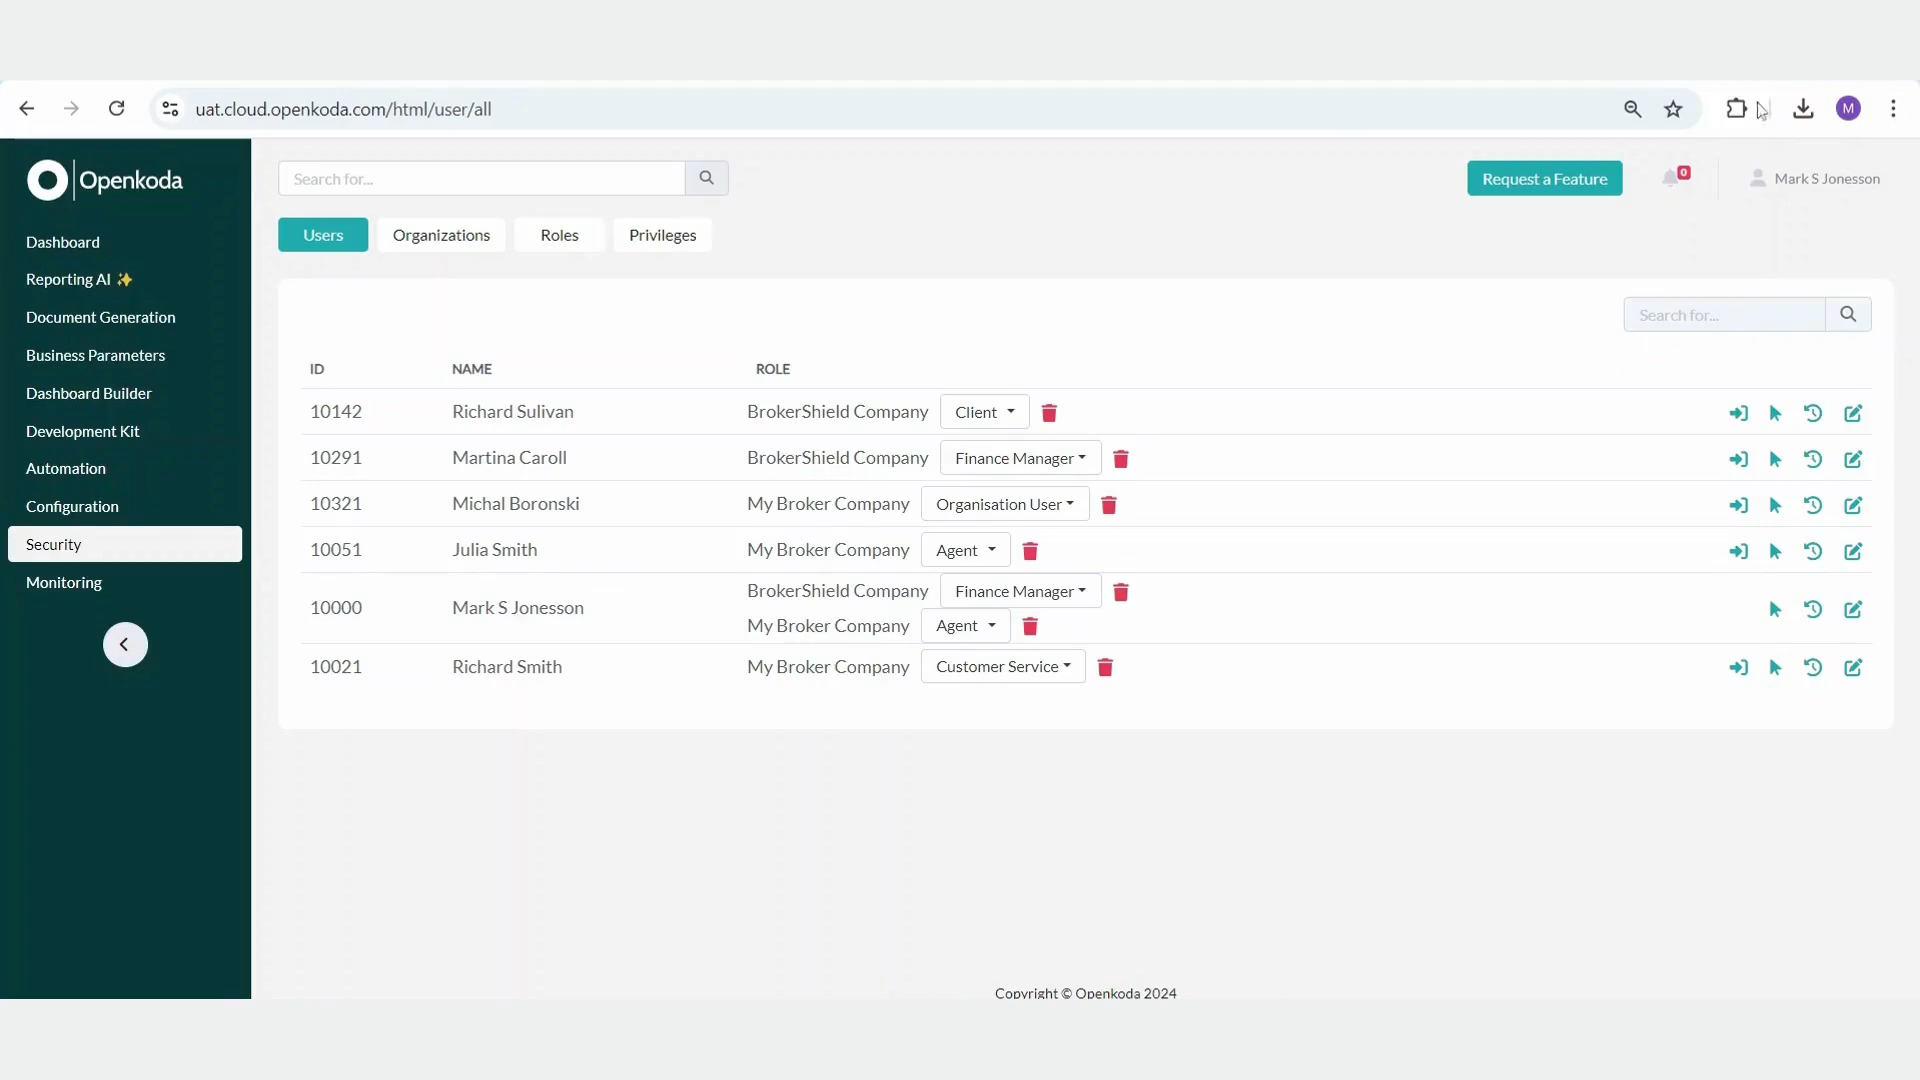 uat.cloud.openkoda.com/html/user/all
M
Openkoda
Search for...
Request a Feature
0
Mark S Jonesson
Users
Organizations
Roles
Privileges
Dashboard
Reporting AI ✨
Document Generation
Business Parameters
Dashboard Builder
Development Kit
Automation
Configuration
Security
Monitoring
Search for...
ID NAME ROLE
10142 Richard Sulivan BrokerShield Company Client
10291 Martina Caroll BrokerShield Company Finance Manager
10321 Michal Boronski My Broker Company Organisation User
10051 Julia Smith My Broker Company Agent
10000 Mark S Jonesson BrokerShield Company Finance Manager
My Broker Company Agent
10021 Richard Smith My Broker Company Customer Service
Copyright © Openkoda 2024